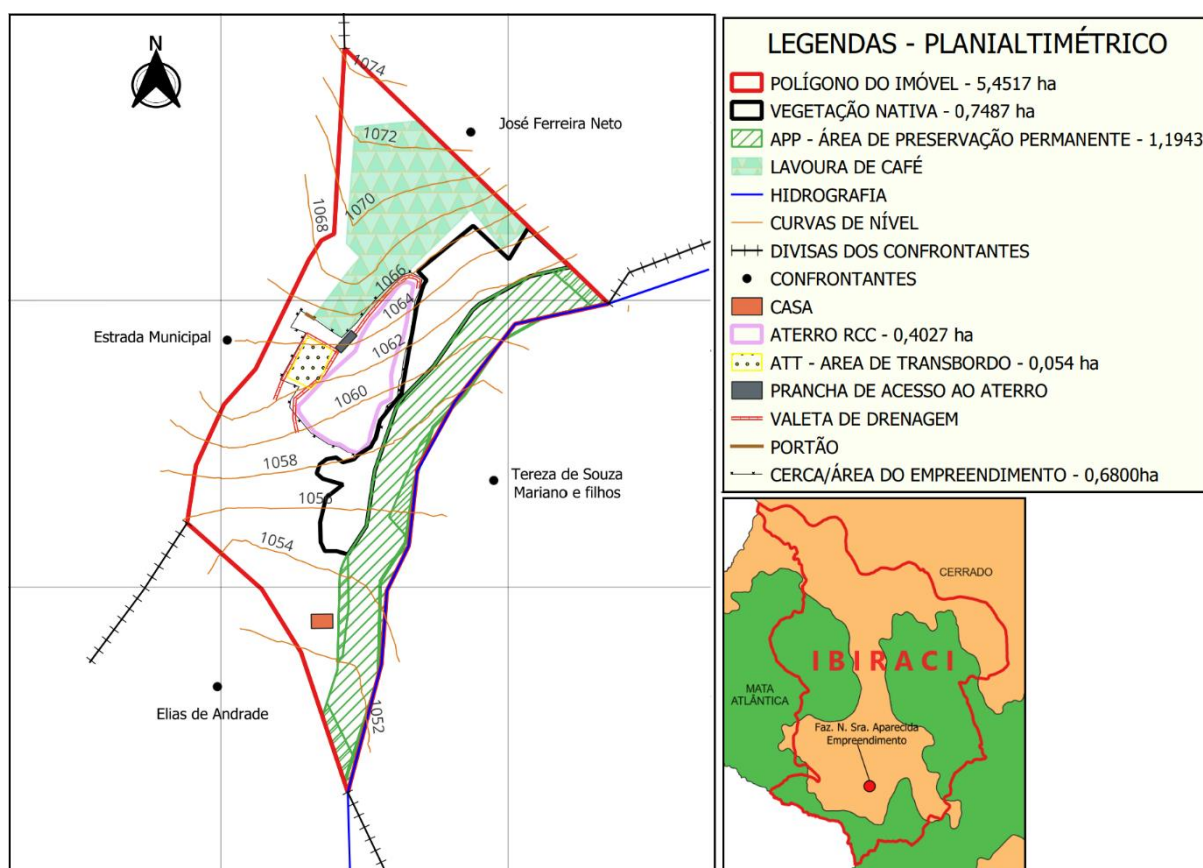 N
1074
José Ferreira Neto
1072
1070
1068
1066
1064
Estrada Municipal
1062
1060
1058
Tereza de Souza
Mariano e filhos
1056
1054
Elias de Andrade
1052
LEGENDAS - PLANIALTIMÉTRICO
POLÍGONO DO IMÓVEL - 5,4517 ha
VEGETAÇÃO NATIVA - 0,7487 ha
APP - ÁREA DE PRESERVAÇÃO PERMANENTE - 1,1943
LAVOURA DE CAFÉ
HIDROGRAFIA
CURVAS DE NÍVEL
DIVISAS DOS CONFRONTANTES
CONFRONTANTES
CASA
ATERRO RCC - 0,4027 ha
ATT - AREA DE TRANSBORDO - 0,054 ha
PRANCHA DE ACESSO AO ATERRO
VALETA DE DRENAGEM
PORTÃO
CERCA/ÁREA DO EMPREENDIMENTO - 0,6800ha
CERRADO
IBIRACI
MATA
ATLÂNTICA
Faz. N. Sra. Aparecida
Empreendimento